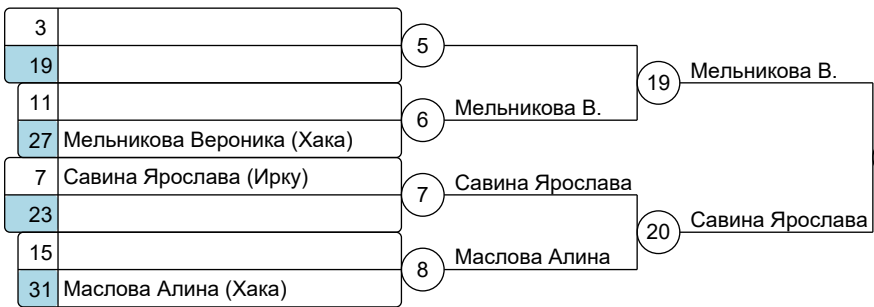 3
19
5
11
27 Мельникова Вероника (Хака)
6
Мельникова В.
19
Мельникова В.
7 Савина Ярослава (Ирку)
23
7
Савина Ярослава
15
31 Маслова Алина (Хака)
8
Маслова Алина
20
Савина Ярослава